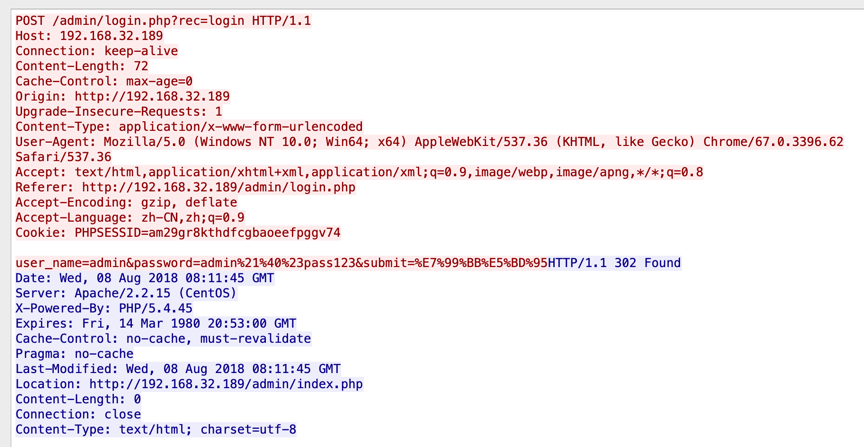 POST /admin/login.php?rec=login HTTP/1.1
Host: 192.168.32.189
Connection: keep-alive
Content-Length: 72
Cache-Control: max-age=0
Origin: http://192.168.32.189
Upgrade-Insecure-Requests: 1
Content-Type: application/x-www-form-urlencoded
User-Agent: Mozilla/5.0 (Windows NT 10.0; Win64; x64) AppleWebKit/537.36 (KHTML, like Gecko) Chrome/67.0.3396.62
Safari/537.36
Accept: text/html,application/xhtml+xml,application/xml;q=0.9,image/webp,image/apng,*/*;q=0.8
Referer: http://192.168.32.189/admin/login.php
Accept-Encoding: gzip, deflate
Accept-Language: zh-CN,zh;q=0.9
Cookie: PHPSESSID=am29gr8kthdfcgbaoeefpggv74
user_name=admin&password=admin%21%40%23pass123&submit=%E7%99%BB%E5%BD%95HTTP/1.1 302 Found
Date: Wed, 08 Aug 2018 08:11:45 GMT
Server: Apache/2.2.15 (CentOS)
X-Powered-By: PHP/5.4.45
Expires: Fri, 14 Mar 1980 20:53:00 GMT
Cache-Control: no-cache, must-revalidate
Pragma: no-cache
Last-Modified: Wed, 08 Aug 2018 08:11:45 GMT
Location: http://192.168.32.189/admin/index.php
Content-Length: 0
Connection: close
Content-Type: text/html; charset=utf-8